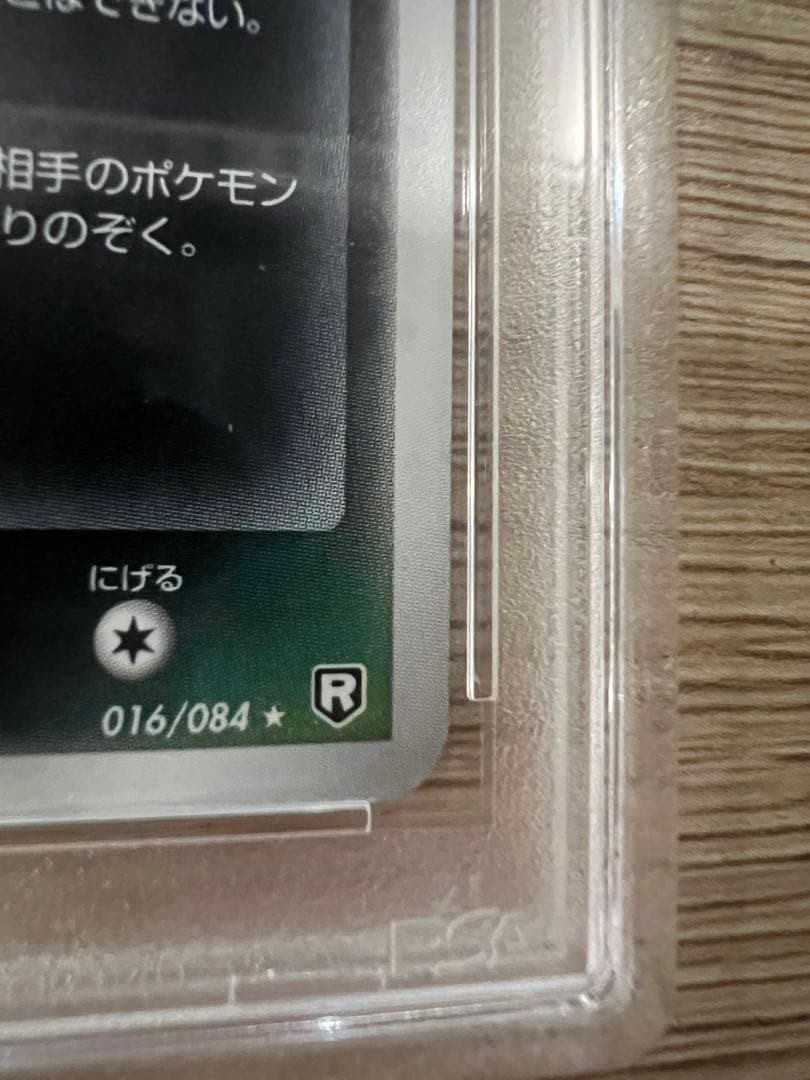 とはできない。
相手のポケモン
りのぞく。
にげる
016/084 ★ R
PSA